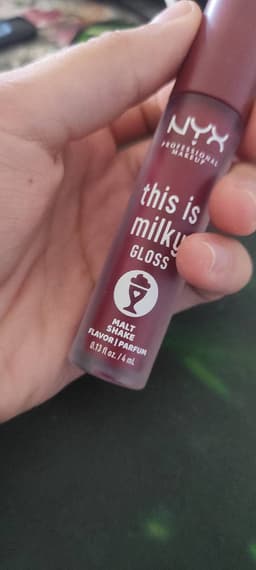 NYX
PROFESSIONAL
MAKEUP
this is
milky
GLOSS
MALT
SHAKE
FLAVOR | PARFUM
0.13 fl oz. / 4 mL